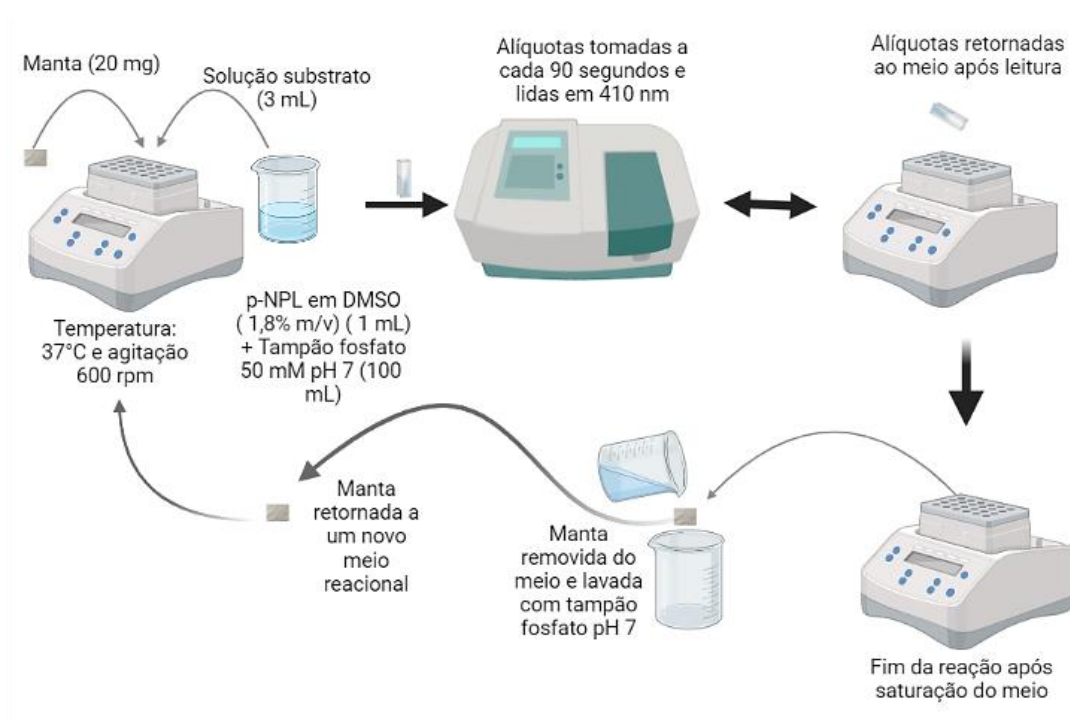 Manta (20 mg)
Solução substrato
(3 mL)
Alíquotas tomadas a
cada 90 segundos e
lidas em 410 nm
Alíquotas retornadas
ao meio após leitura
Temperatura:
37°C e agitação
600 rpm
p-NPL em DMSO
( 1,8% m/v) ( 1 mL)
+ Tampão fosfato
50 mM pH 7 (100
mL)
Manta
retornada a
um novo
meio
reacional
Manta
removida do
meio e lavada
com tampão
fosfato pH 7
Fim da reação após
saturação do meio